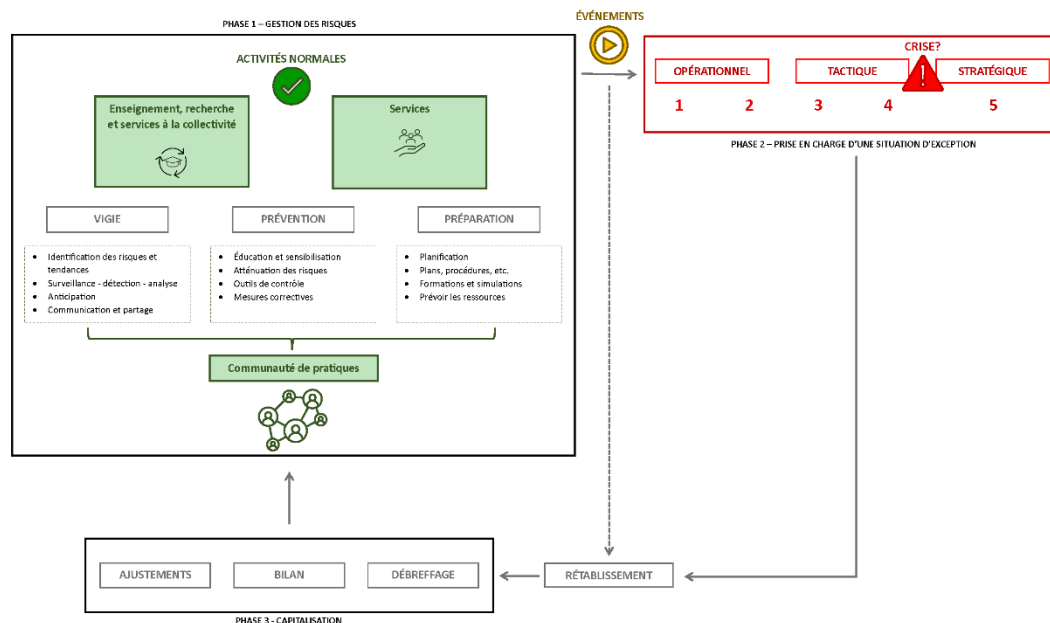 PHASE 1 – GESTION DES RISQUES
ÉVÉNEMENTS
ACTIVITÉS NORMALES
Enseignement, recherche
et services à la collectivité
Services
VIGIE
PRÉVENTION
PRÉPARATION
• Identification des risques et
tendances
• Surveillance - détection - analyse
• Anticipation
• Communication et partage
• Éducation et sensibilisation
• Atténuation des risques
• Outils de contrôle
• Mesures correctives
• Planification
• Plans, procédures, etc.
• Formations et simulations
• Prévoir les ressources
Communauté de pratiques
CRISE?
OPÉRATIONNEL
TACTIQUE
STRATÉGIQUE
1 2 3 4 5
PHASE 2 – PRISE EN CHARGE D'UNE SITUATION D'EXCEPTION
AJUSTEMENTS
BILAN
DÉBREFFAGE
RÉTABLISSEMENT
PHASE 3 - CAPITALISATION